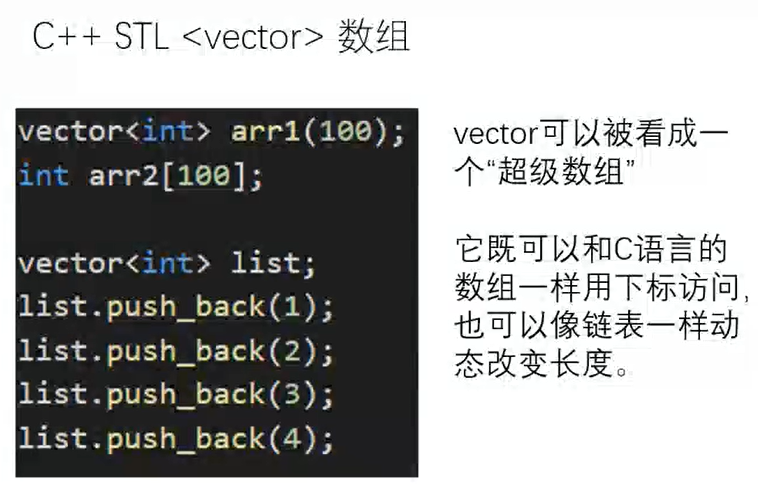 C++ STL <vector> 数组
vector<int> arr1(100);
int arr2[100];
vector<int> list;
list.push_back(1);
list.push_back(2);
list.push_back(3);
list.push_back(4);
vector可以被看成一
个“超级数组”
它既可以和C语言的
数组一样用下标访问,
也可以像链表一样动
态改变长度。